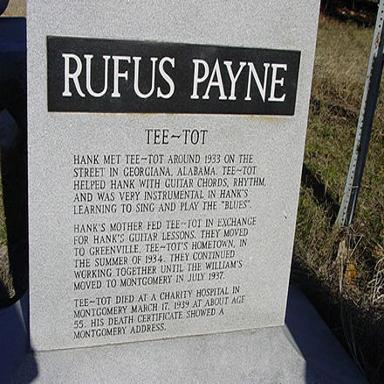 RUFUS PAYNE
TEE~TOT
HANK MET TEE~TOT AROUND 1933 ON THE
STREET IN GEORGIANA, ALABAMA. TEE~TOT
HELPED HANK WITH GUITAR CHORDS, RHYTHM,
AND WAS VERY INSTRUMENTAL IN HANK'S
LEARNING TO SING AND PLAY THE "BLUES".
HANK'S MOTHER FED TEE~TOT IN EXCHANGE
FOR HANK'S GUITAR LESSONS. THEY MOVED
TO GREENVILLE, TEE~TOT'S HOMETOWN, IN
THE SUMMER OF 1934. THEY CONTINUED
WORKING TOGETHER UNTIL THE WILLIAM'S
MOVED TO MONTGOMERY IN JULY 1937.
TEE~TOT DIED AT A CHARITY HOSPITAL IN
MONTGOMERY MARCH 17, 1939 AT ABOUT AGE
55. HIS DEATH CERTIFICATE SHOWED A
MONTGOMERY ADDRESS.